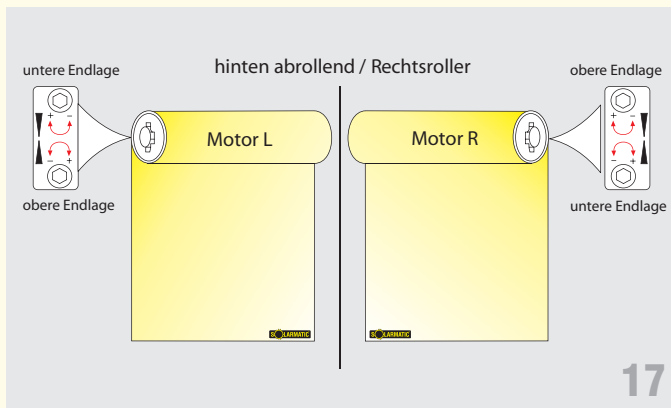 hinten abrollend / Rechtsroller
untere Endlage
+ −
− +
obere Endlage
Motor L
SOLARMATIC
Motor R
SOLARMATIC
obere Endlage
+ −
− +
untere Endlage
17